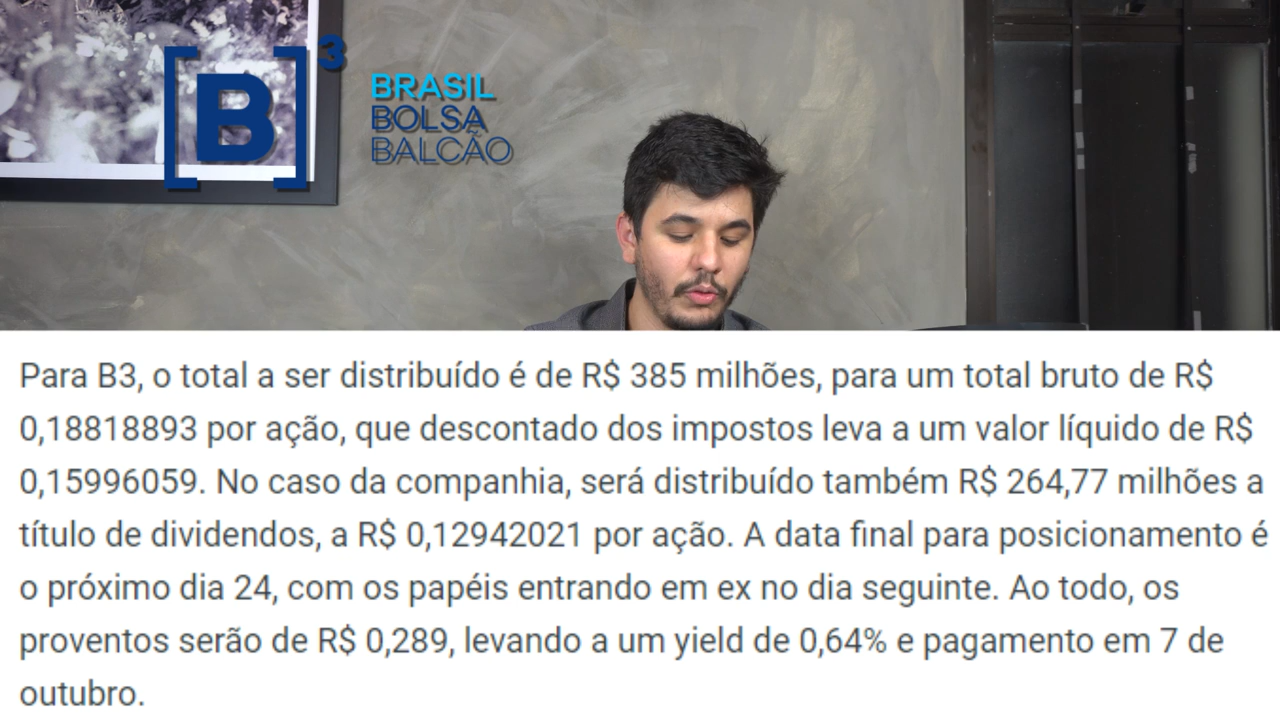 [B]³
BRASIL
BOLSA
BALCÃO
Para B3, o total a ser distribuído é de R$ 385 milhões, para um total bruto de R$
0,18818893 por ação, que descontado dos impostos leva a um valor líquido de R$
0,15996059. No caso da companhia, será distribuído também R$ 264,77 milhões a
título de dividendos, a R$ 0,12942021 por ação. A data final para posicionamento é
o próximo dia 24, com os papéis entrando em ex no dia seguinte. Ao todo, os
proventos serão de R$ 0,289, levando a um yield de 0,64% e pagamento em 7 de
outubro.